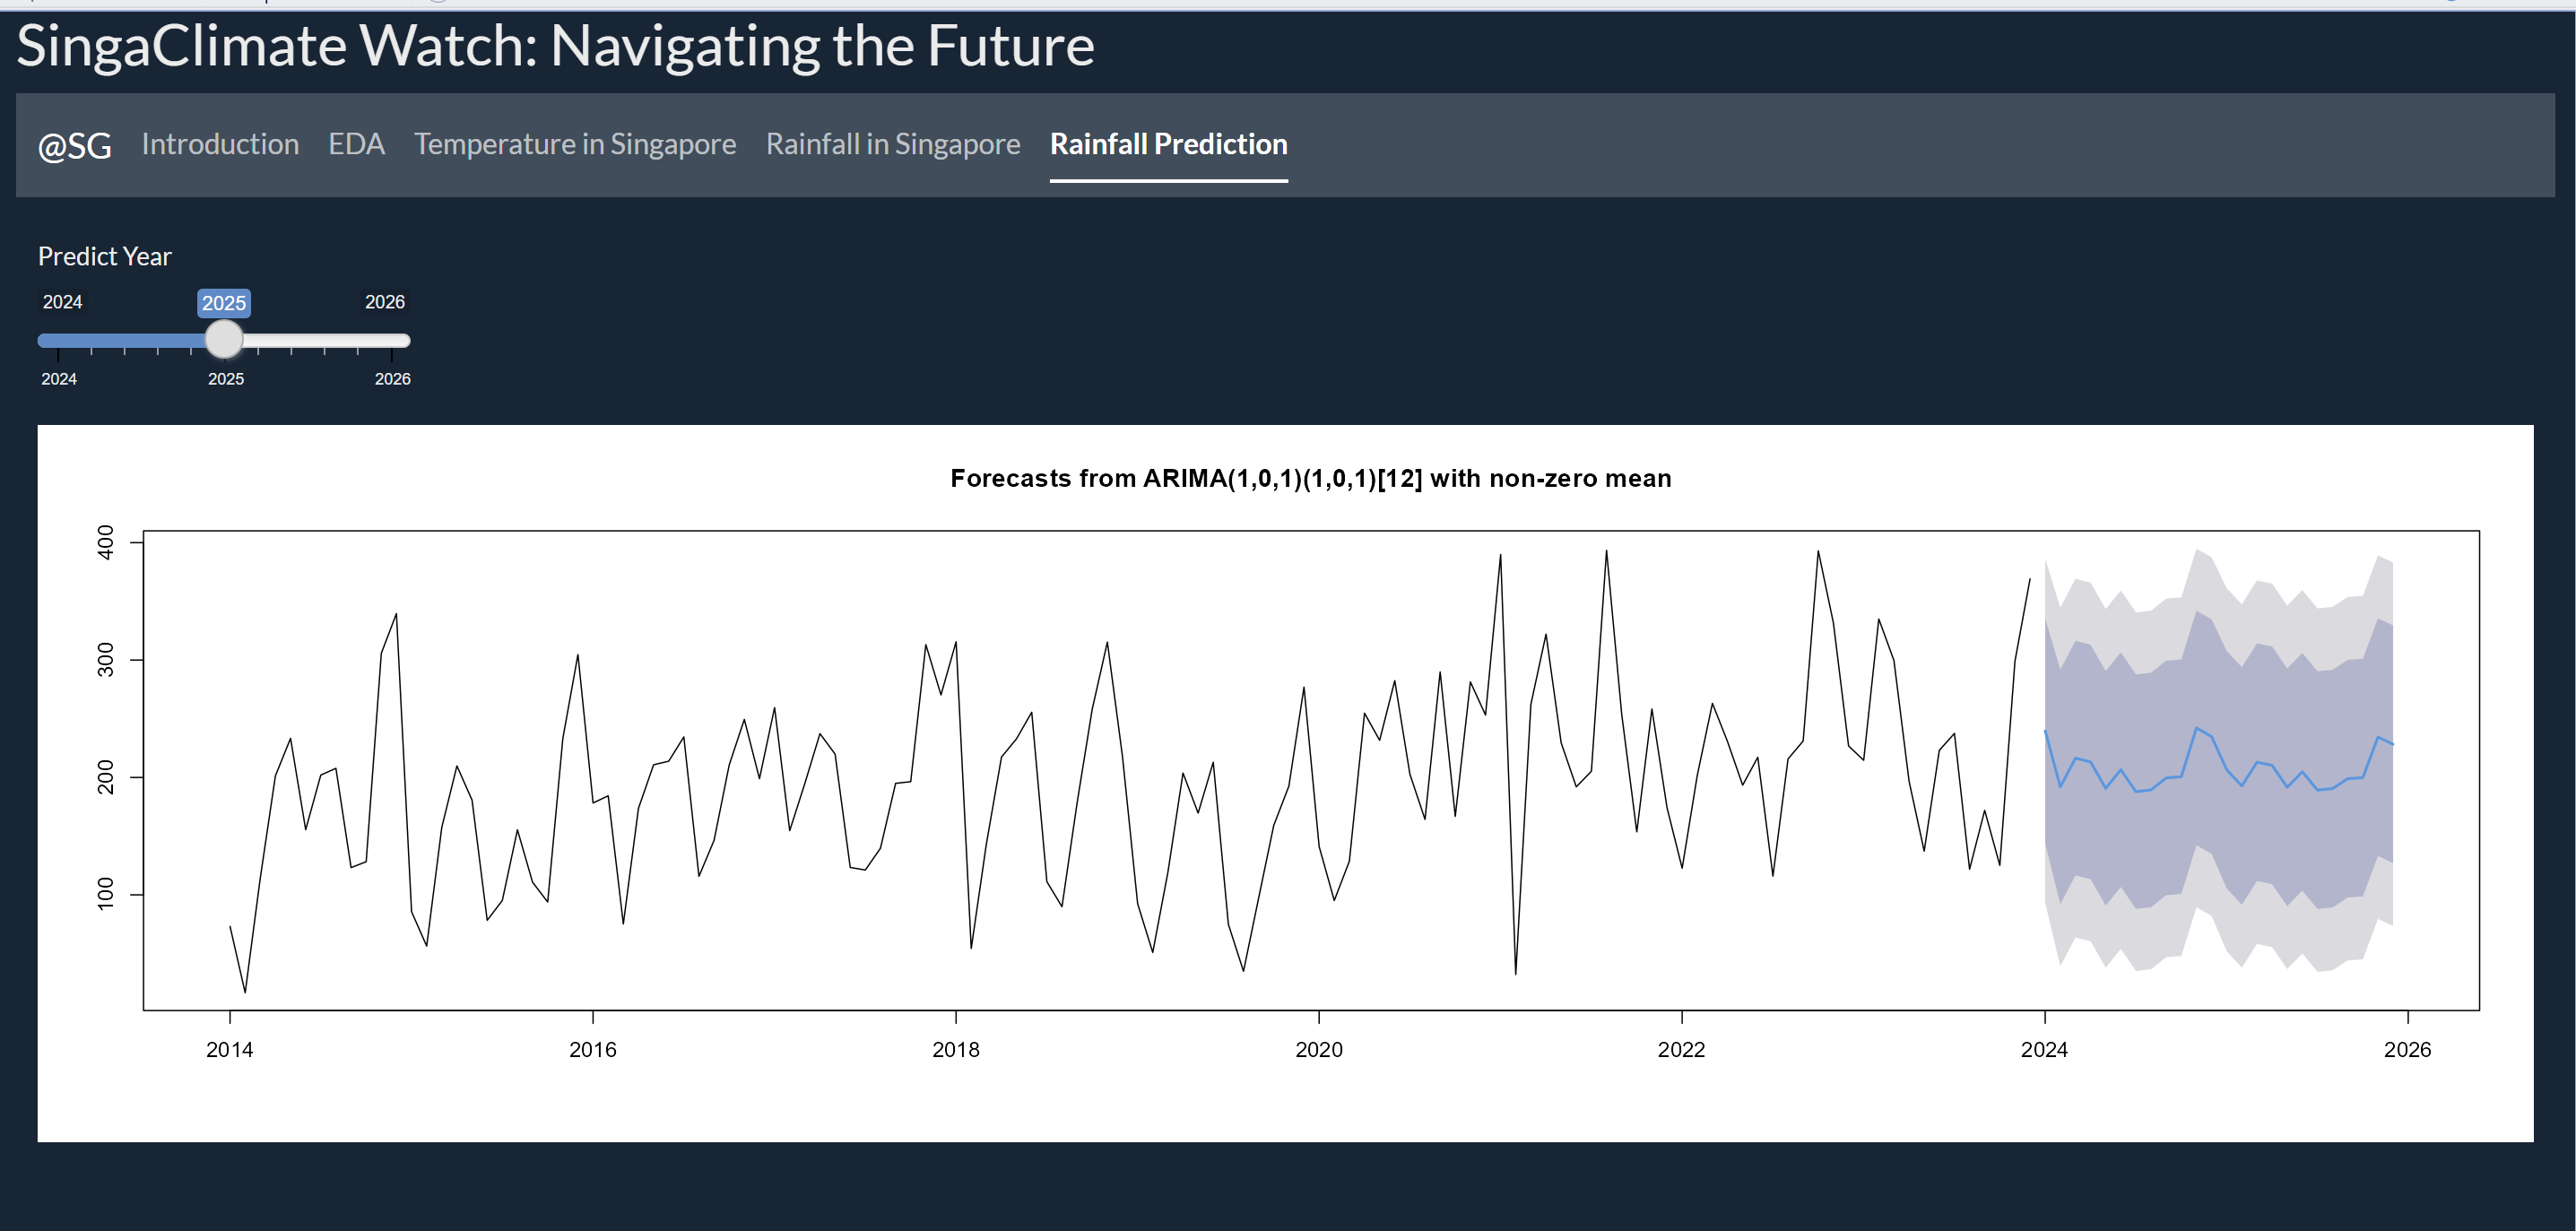 SingaClimate Watch: Navigating the Future
@SG Introduction EDA Temperature in Singapore Rainfall in Singapore Rainfall Prediction
Predict Year
2024 2025 2026
2024 2025 2026
Forecasts from ARIMA(1,0,1)(1,0,1)[12] with non-zero mean
400
300
200
100
2014 2016 2018 2020 2022 2024 2026